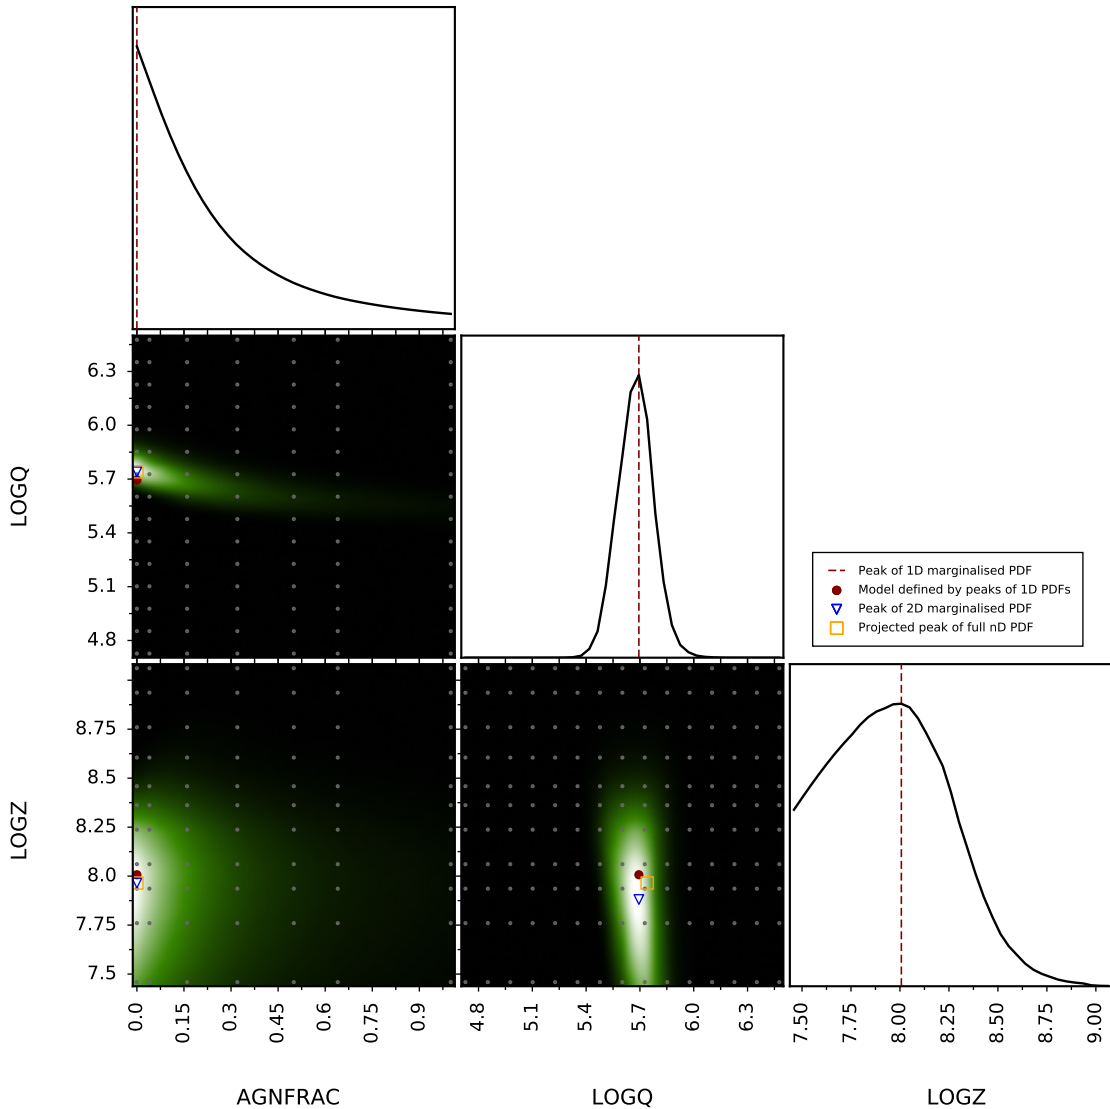 LOGQ
6.3
6.0
5.7
5.4
5.1
4.8
Peak of 1D marginalised PDF
Model defined by peaks of 1D PDFs
Peak of 2D marginalised PDF
Projected peak of full nD PDF
LOGZ
8.75
8.5
8.25
8.0
7.75
7.5
0.0 0.15 0.3 0.45 0.6 0.75 0.9
4.8 5.1 5.4 5.7 6.0 6.3
7.50 7.75 8.00 8.25 8.50 8.75 9.00
AGNFRAC
LOGQ
LOGZ